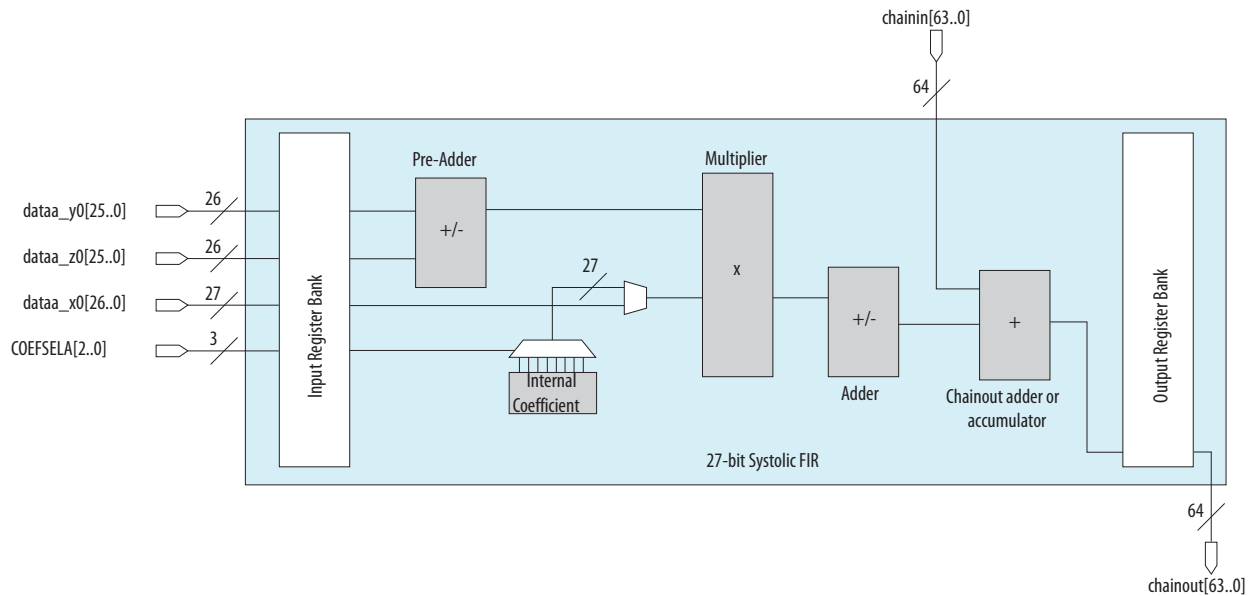 chainin[63..0]
64
Pre-Adder
Multiplier
dataa_y0[25..0]
26
+/-
dataa_z0[25..0]
26
27
x
dataa_x0[26..0]
27
+/-
+
COEFSELA[2..0]
3
Input Register Bank
Output Register Bank
Internal
Coefficient
Adder
Chainout adder or
accumulator
27-bit Systolic FIR
64
chainout[63..0]